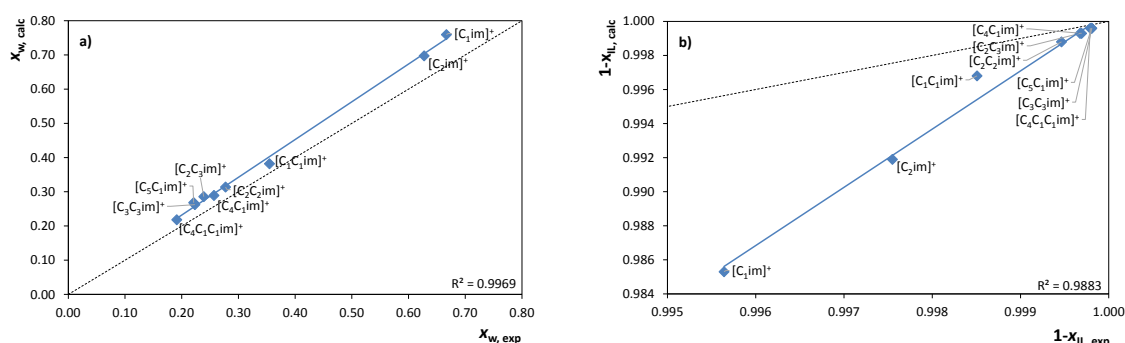 a)
x_w, calc
0.80
0.70
0.60
0.50
0.40
0.30
0.20
0.10
0.00
[C₁im]⁺
[C₂im]⁺
[C₁C₁im]⁺
[C₂C₃im]⁺
[C₂C₂im]⁺
[C₅C₁im]⁺
[C₄C₁im]⁺
[C₃C₃im]⁺
[C₄C₁C₁im]⁺
R² = 0.9969
0.00 0.10 0.20 0.30 0.40 0.50 0.60 0.70 0.80
x_w, exp
b)
1-x_IL, calc
1.000
0.998
0.996
0.994
0.992
0.990
0.988
0.986
0.984
[C₄C₁im]⁺
[C₂C₃im]⁺
[C₂C₂im]⁺
[C₁C₁im]⁺
[C₅C₁im]⁺
[C₃C₃im]⁺
[C₄C₁C₁im]⁺
[C₂im]⁺
[C₁im]⁺
R² = 0.9883
0.995 0.996 0.997 0.998 0.999 1.000
1-x_IL, exp